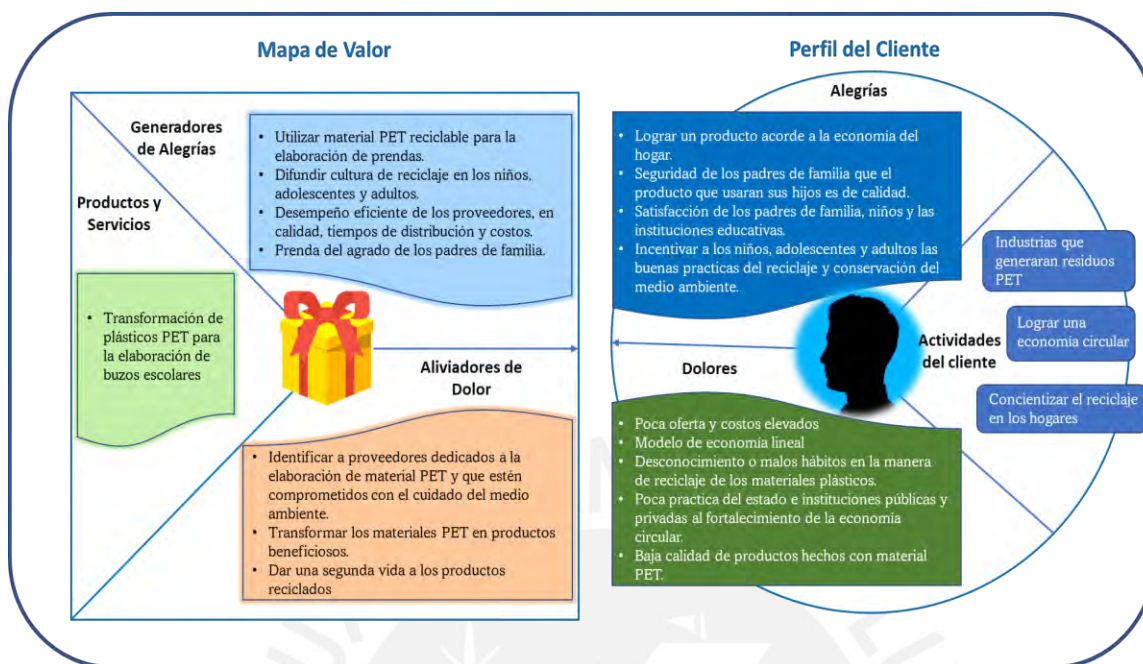 Mapa de Valor
Generadores
de Alegrías
• Utilizar material PET reciclable para la
elaboración de prendas.
• Difundir cultura de reciclaje en los niños,
adolescentes y adultos.
• Desempeño eficiente de los proveedores, en
calidad, tiempos de distribución y costos.
• Prenda del agrado de los padres de familia.
Productos y
Servicios
• Transformación de
plásticos PET para
la elaboración de
buzos escolares
Aliviadores de
Dolor
• Identificar a proveedores dedicados a la
elaboración de material PET y que estén
comprometidos con el cuidado del medio
ambiente.
• Transformar los materiales PET en productos
beneficiosos.
• Dar una segunda vida a los productos
reciclados
Perfil del Cliente
Alegrías
• Lograr un producto acorde a la economía del
hogar.
• Seguridad de los padres de familia que el
producto que usaran sus hijos es de calidad.
• Satisfacción de los padres de familia, niños y las
instituciones educativas.
• Incentivar a los niños, adolescentes y adultos las
buenas practicas del reciclaje y conservación del
medio ambiente.
Industrias que
generaran residuos
PET
Lograr una
economía circular
Concientizar el reciclaje
en los hogares
Actividades
del cliente
Dolores
• Poca oferta y costos elevados
• Modelo de economía lineal
• Desconocimiento o malos hábitos en la manera
de reciclaje de los materiales plásticos.
• Poca practica del estado e instituciones públicas y
privadas al fortalecimiento de la economía
circular.
• Baja calidad de productos hechos con material
PET.